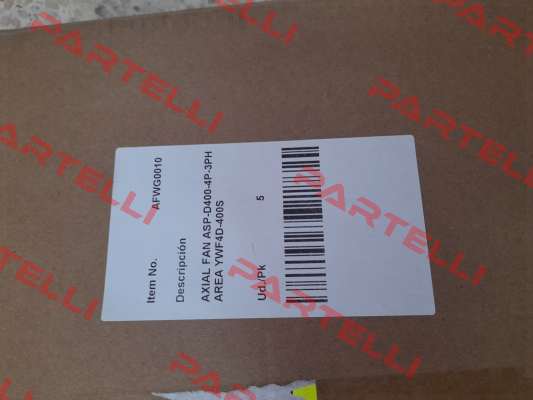 Item No. AFWG0010
Descripción
AXIAL FAN ASP-D400-4P-3PH
AREA YWF4D-400S
Ud./Pk 5
PARTELLI
PARTELLI
PARTELLI
PARTELLI
PARTELLI
PARTELLI
PARTELLI